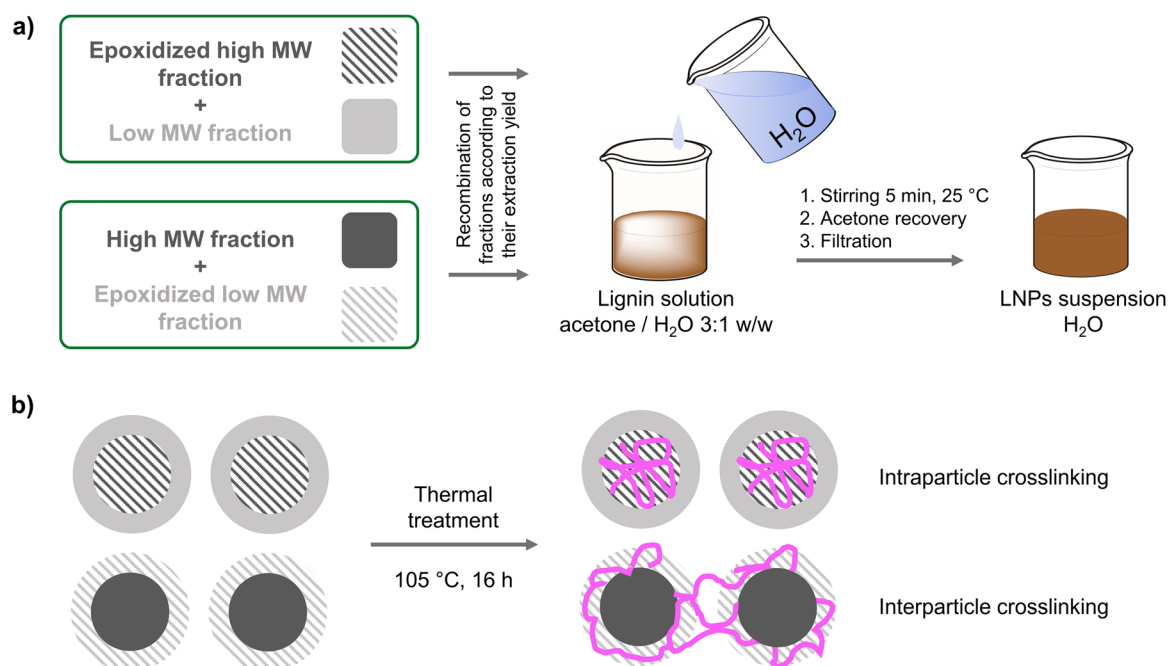 a)
Epoxidized high MW
fraction
+
Low MW fraction
High MW fraction
+
Epoxidized low MW
fraction
Recombination of
fractions according to
their extraction yield
H₂O
Lignin solution
acetone / H₂O 3:1 w/w
1. Stirring 5 min, 25 °C
2. Acetone recovery
3. Filtration
LNPs suspension
H₂O
b)
Thermal
treatment
105 °C, 16 h
Intraparticle crosslinking
Interparticle crosslinking